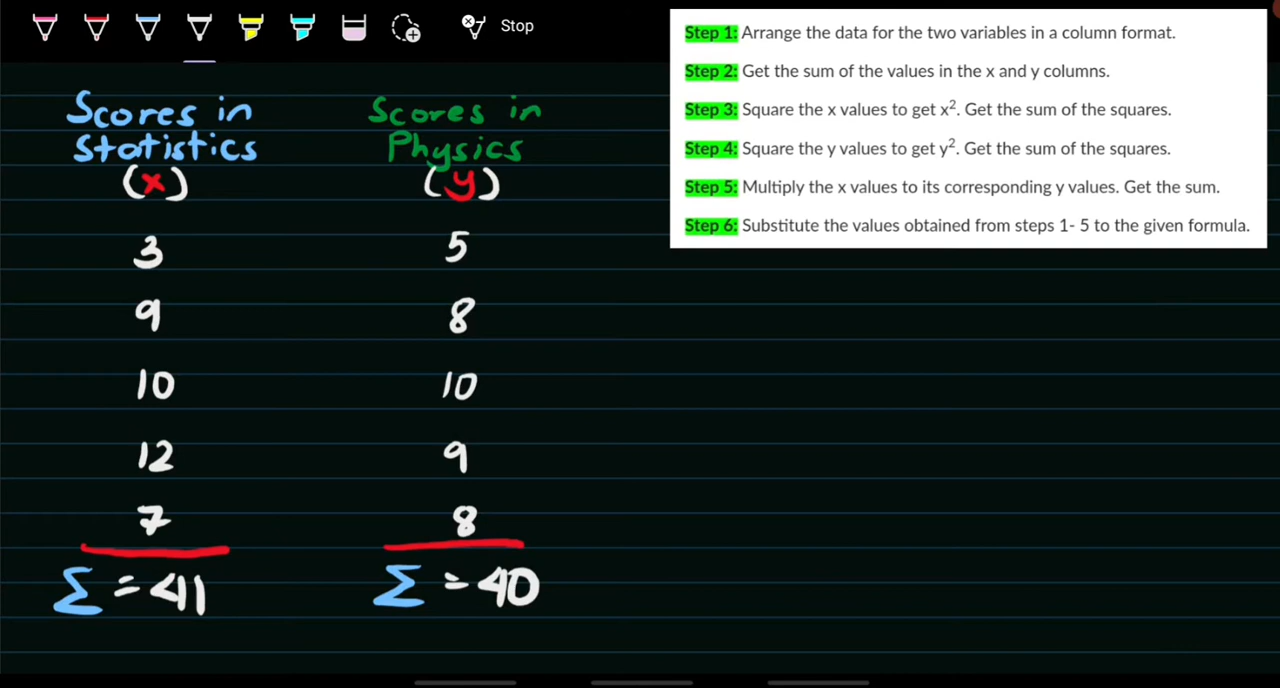 Stop
Step 1: Arrange the data for the two variables in a column format.
Step 2: Get the sum of the values in the x and y columns.
Step 3: Square the x values to get x². Get the sum of the squares.
Step 4: Square the y values to get y². Get the sum of the squares.
Step 5: Multiply the x values to its corresponding y values. Get the sum.
Step 6: Substitute the values obtained from steps 1- 5 to the given formula.
Scores in Scores in
Statistics Physics
(x) (y)
3 5
9 8
10 10
12 9
7 8
Σ = 41 Σ = 40